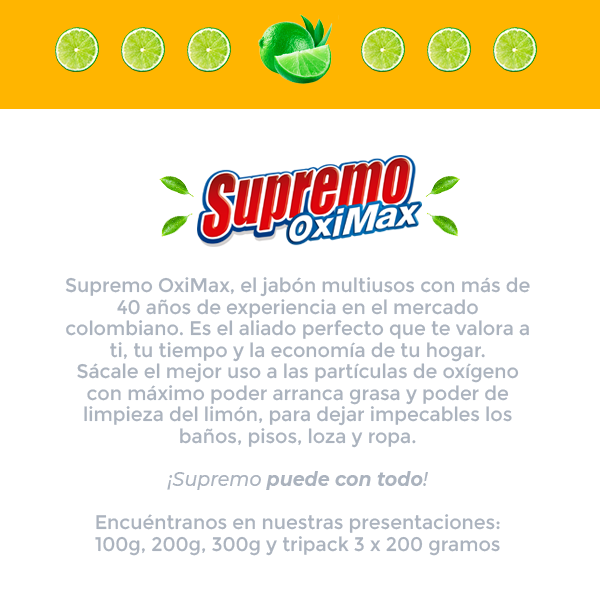 Supremo
OxiMax
Supremo OxiMax, el jabón multiusos con más de
40 años de experiencia en el mercado
colombiano. Es el aliado perfecto que te valora a
ti, tu tiempo y la economía de tu hogar.
Sácale el mejor uso a las partículas de oxígeno
con máximo poder arranca grasa y poder de
limpieza del limón, para dejar impecables los
baños, pisos, loza y ropa.
¡Supremo puede con todo!
Encuéntranos en nuestras presentaciones:
100g, 200g, 300g y tripack 3 x 200 gramos